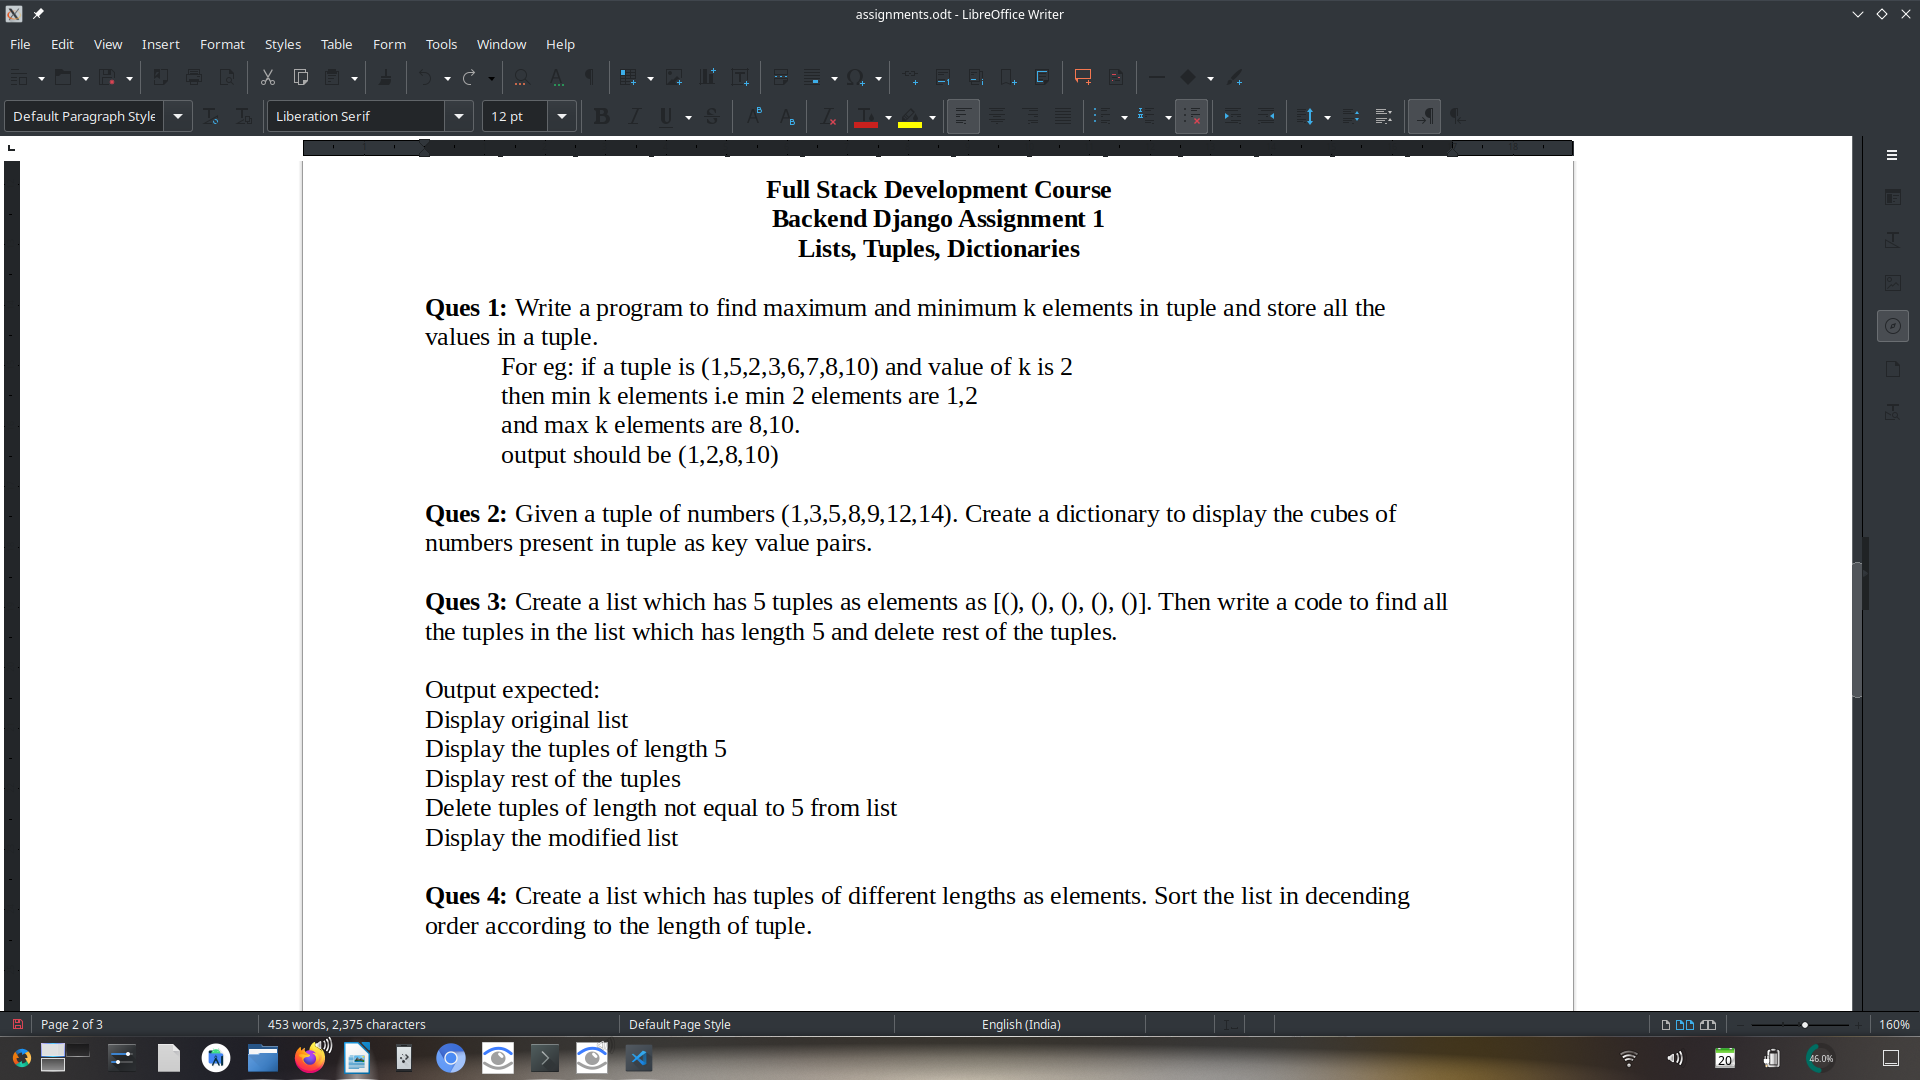 assignments.odt - LibreOffice Writer
File Edit View Insert Format Styles Table Form Tools Window Help
Default Paragraph Style Liberation Serif 12 pt
Full Stack Development Course
Backend Django Assignment 1
Lists, Tuples, Dictionaries
Ques 1: Write a program to find maximum and minimum k elements in tuple and store all the
values in a tuple.
For eg: if a tuple is (1,5,2,3,6,7,8,10) and value of k is 2
then min k elements i.e min 2 elements are 1,2
and max k elements are 8,10.
output should be (1,2,8,10)
Ques 2: Given a tuple of numbers (1,3,5,8,9,12,14). Create a dictionary to display the cubes of
numbers present in tuple as key value pairs.
Ques 3: Create a list which has 5 tuples as elements as [(), (), (), (), ()]. Then write a code to find all
the tuples in the list which has length 5 and delete rest of the tuples.
Output expected:
Display original list
Display the tuples of length 5
Display rest of the tuples
Delete tuples of length not equal to 5 from list
Display the modified list
Ques 4: Create a list which has tuples of different lengths as elements. Sort the list in decending
order according to the length of tuple.
Page 2 of 3 453 words, 2,375 characters Default Page Style English (India) 160%
20 46.0%